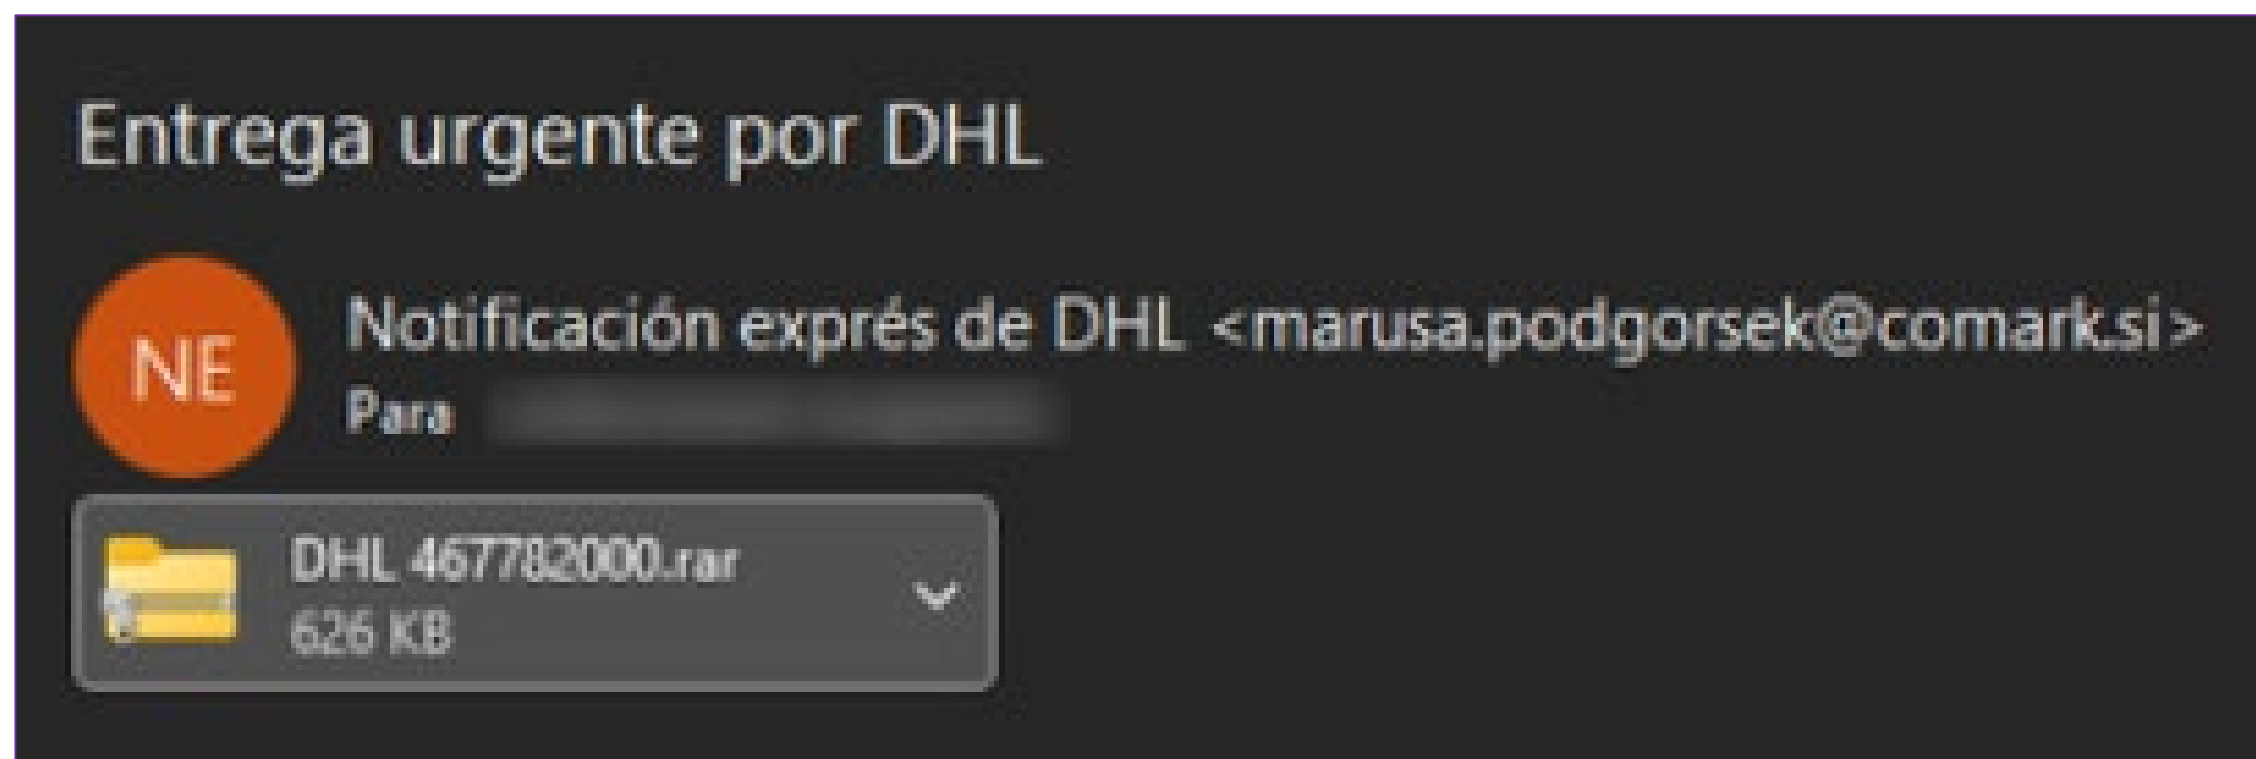 Entrega urgente por DHL
NE
Notificación exprés de DHL <marusa.podgorsek@comark.si>
Para
DHL 467782000.rar
626 KB